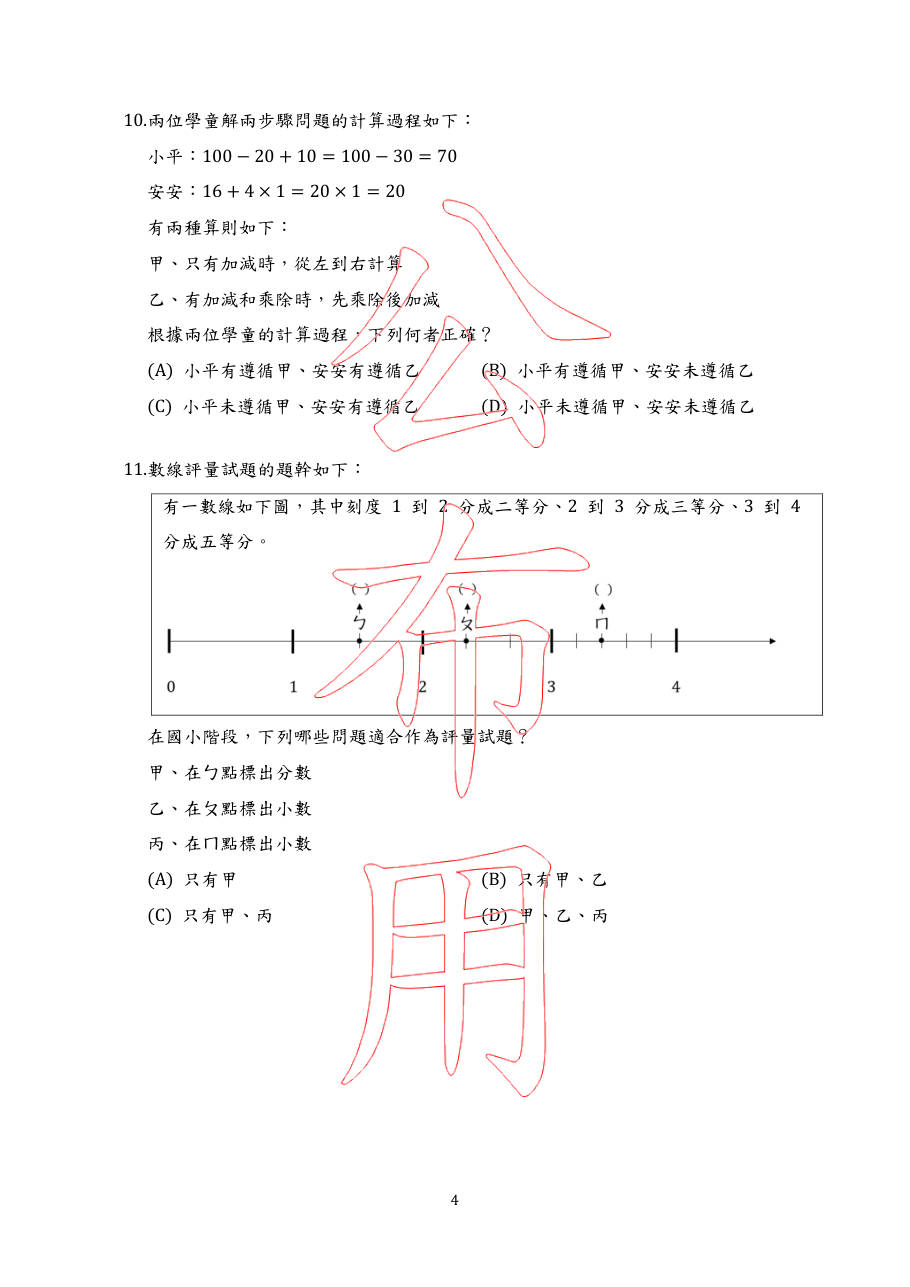 10.兩位學童解兩步驟問題的計算過程如下：
小平：100 − 20 + 10 = 100 − 30 = 70
安安：16 + 4 × 1 = 20 × 1 = 20
有兩種算則如下：
甲、只有加減時，從左到右計算
乙、有加減和乘除時，先乘除後加減
根據兩位學童的計算過程，下列何者正確？
(A) 小平有遵循甲、安安有遵循乙 (B) 小平有遵循甲、安安未遵循乙
(C) 小平未遵循甲、安安有遵循乙 (D) 小平未遵循甲、安安未遵循乙
11.數線評量試題的題幹如下：
有一數線如下圖，其中刻度 1 到 2 分成二等分、2 到 3 分成三等分、3 到 4
分成五等分。
( ) ( ) ( )
ㄅ ㄆ ㄇ
0 1 2 3 4
在國小階段，下列哪些問題適合作為評量試題？
甲、在ㄅ點標出分數
乙、在ㄆ點標出小數
丙、在ㄇ點標出小數
(A) 只有甲 (B) 只有甲、乙
(C) 只有甲、丙 (D) 甲、乙、丙
公布用
4